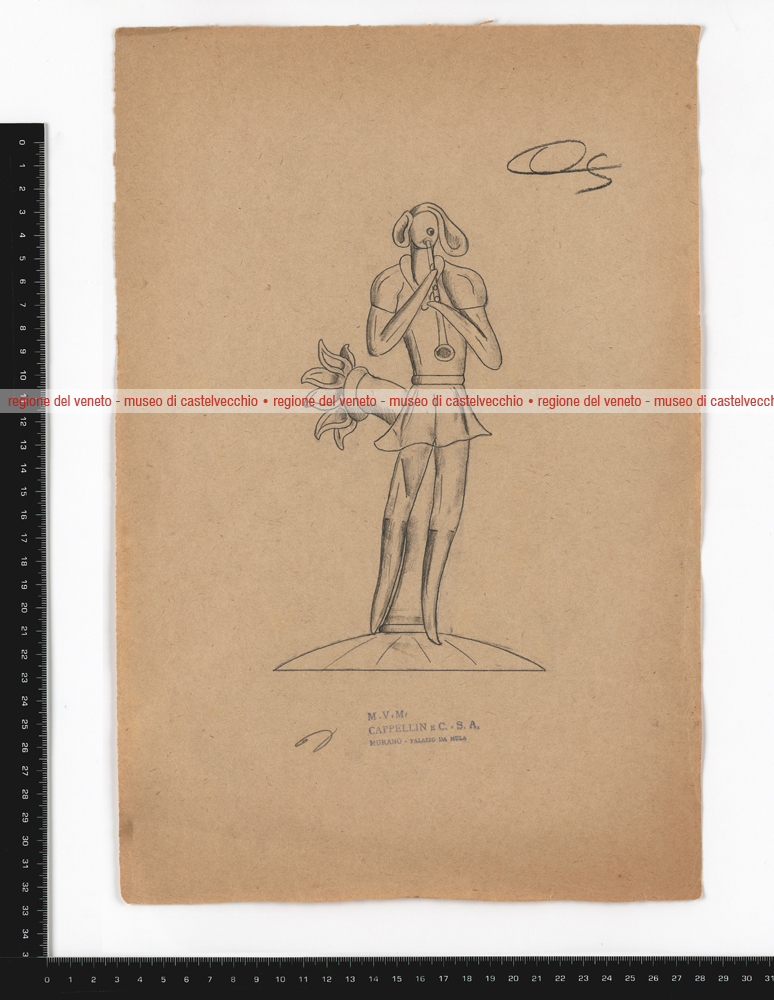 regione del veneto - museo di castelvecchio • regione del veneto - museo di castelvecchio • regione del veneto - museo di castelvecch
M.V.M.
CAPPELLIN E C. - S. A.
MURANO - PALAZZO DA MULA
0 1 2 3 4 5 6 7 8 9 10 11 12 13 14 15 16 17 18 19 20 21 22 23 24 25 26 27 28 29 30 31 32 33 34 3
0 1 2 3 4 5 6 7 8 9 10 11 12 13 14 15 16 17 18 19 20 21 22 23 24 25 26 27 28 29 30 31